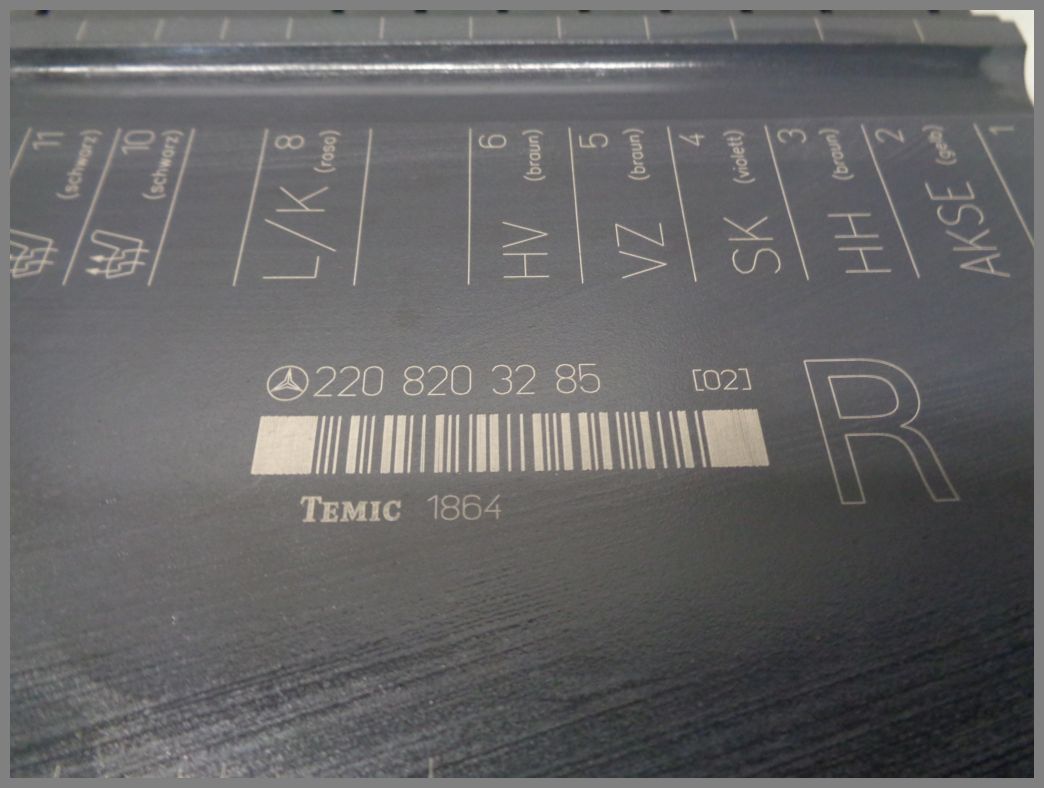 11
(schwarz)
10
(schwarz)
8
(rosa)
L/K
6
(braun)
HV
5
(braun)
VZ
4
(violett)
SK
3
(braun)
HH
2
(gelb)
AKSE
1
220 820 32 85 [02]
R
TEMIC 1864